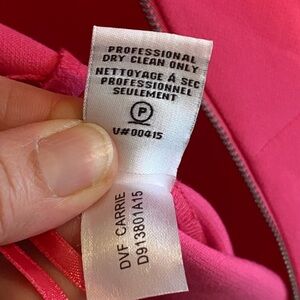 PROFESSIONAL
DRY CLEAN ONLY
NETTOYAGE À SEC
PROFESSIONNEL
SEULEMENT
P
U#00415
DVF CARRIE
D913801A15